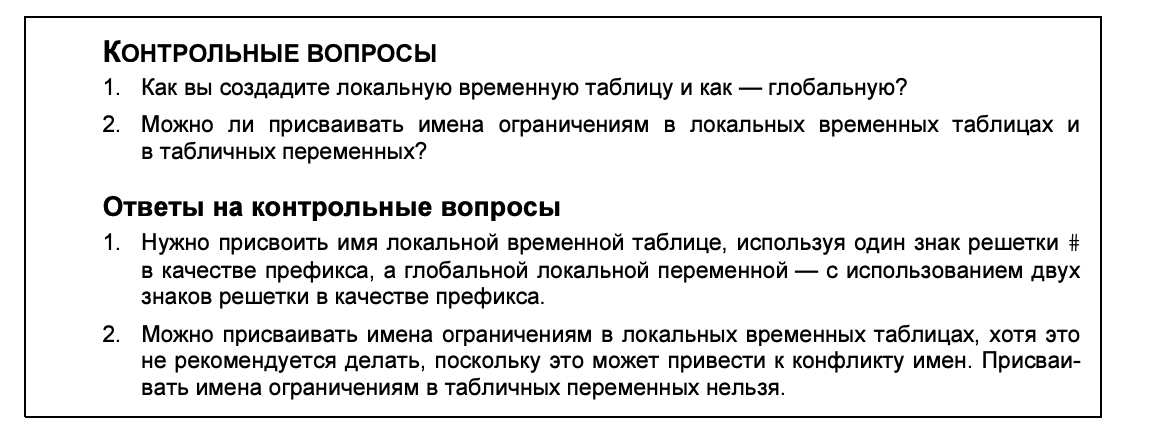 КОНТРОЛЬНЫЕ ВОПРОСЫ
1. Как вы создадите локальную временную таблицу и как — глобальную?
2. Можно ли присваивать имена ограничениям в локальных временных таблицах и
в табличных переменных?
Ответы на контрольные вопросы
1. Нужно присвоить имя локальной временной таблице, используя один знак решетки #
в качестве префикса, а глобальной локальной переменной — с использованием двух
знаков решетки в качестве префикса.
2. Можно присваивать имена ограничениям в локальных временных таблицах, хотя это
не рекомендуется делать, поскольку это может привести к конфликту имен. Присваи-
вать имена ограничениям в табличных переменных нельзя.